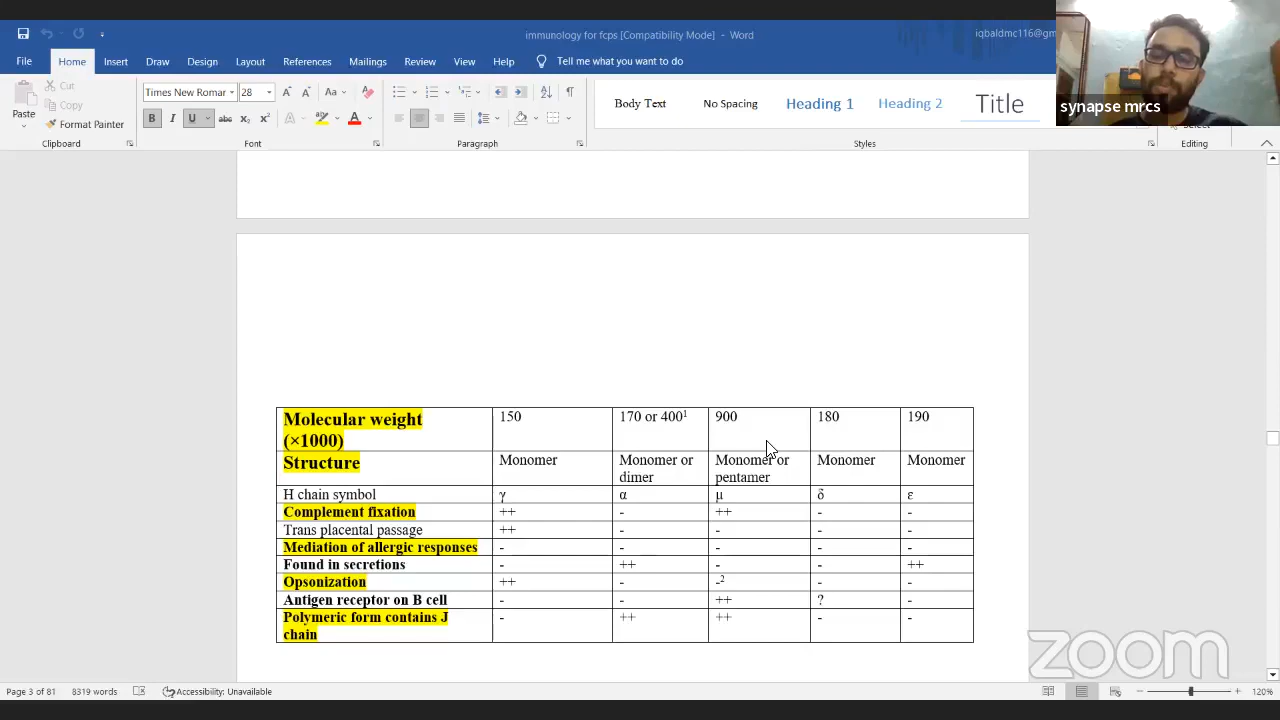 immunology for fcps [Compatibility Mode] - Word
iqbaldmc116@gm
File Home Insert Draw Design Layout References Mailings Review View Help Tell me what you want to do
synapse mrcs
Paste
Cut
Copy
Format Painter
Times New Romar 28
Body Text No Spacing Heading 1 Heading 2 Title
Clipboard Font Paragraph Styles Editing
Molecular weight (×1000) 150 170 or 400¹ 900 180 190
Structure Monomer Monomer or dimer Monomer or pentamer Monomer Monomer
H chain symbol γ α μ δ ε
Complement fixation ++ - ++ - -
Trans placental passage ++ - - - -
Mediation of allergic responses - - - - -
Found in secretions - ++ - - ++
Opsonization ++ - -² - -
Antigen receptor on B cell - - ++ ? -
Polymeric form contains J chain - ++ ++ - -
zoom
Page 3 of 81 8319 words Accessibility: Unavailable 120%